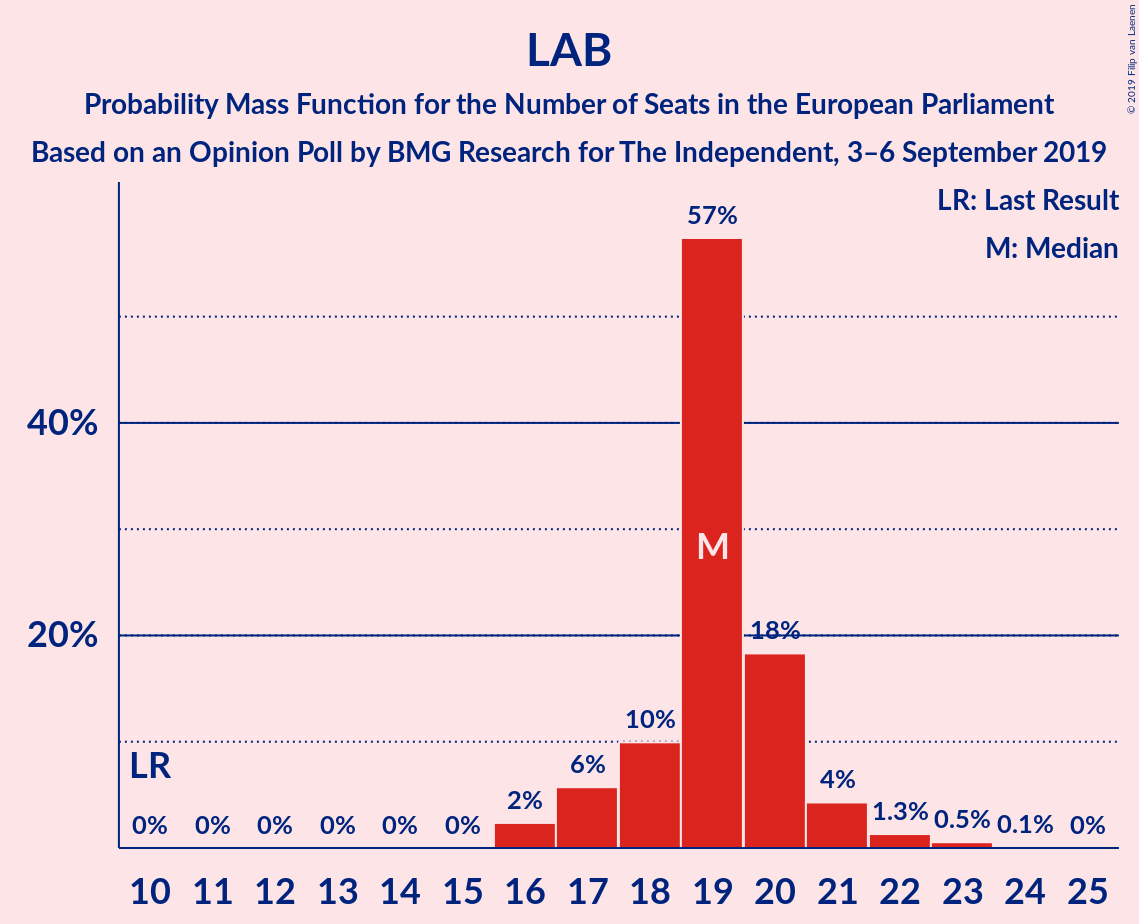 © 2019 Filip van Laenen
LAB
Probability Mass Function for the Number of Seats in the European Parliament
Based on an Opinion Poll by BMG Research for The Independent, 3–6 September 2019
LR: Last Result
M: Median
57%
40%
M
20%
18%
10%
LR
6%
4%
2%
1.3%
0% 0% 0% 0% 0% 0% 0.5% 0.1% 0%
10 11 12 13 14 15 16 17 18 19 20 21 22 23 24 25